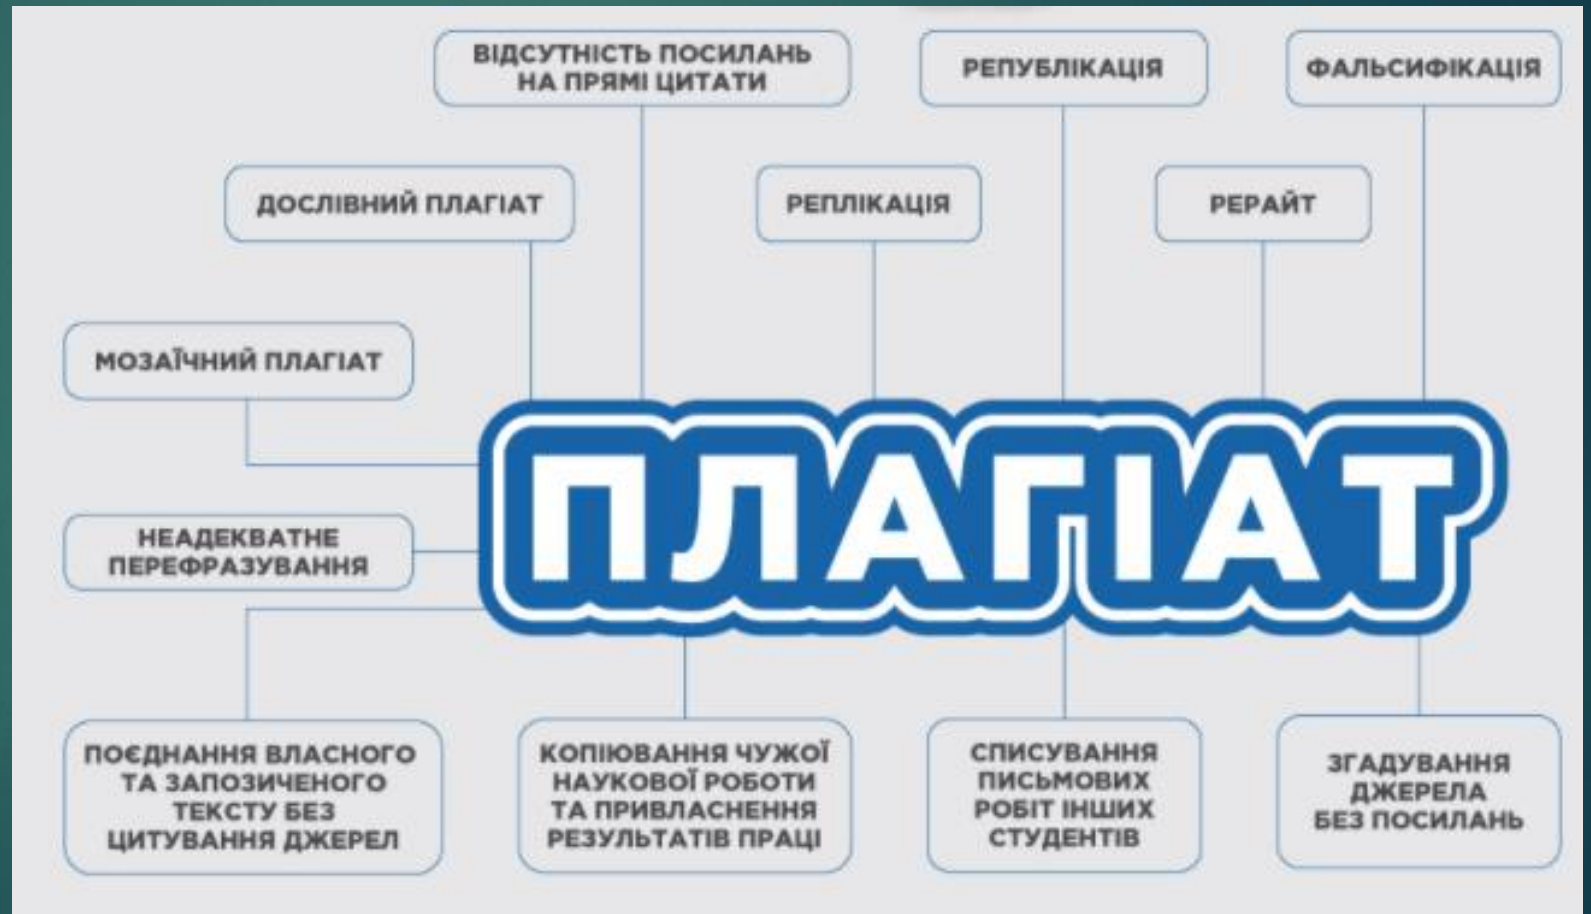 ВІДСУТНІСТЬ ПОСИЛАНЬ
НА ПРЯМІ ЦИТАТИ
РЕПУБЛІКАЦІЯ
ФАЛЬСИФІКАЦІЯ
ДОСЛІВНИЙ ПЛАГІАТ
РЕПЛІКАЦІЯ
РЕРАЙТ
МОЗАЇЧНИЙ ПЛАГІАТ
ПЛАГІАТ
НЕАДЕКВАТНЕ
ПЕРЕФРАЗУВАННЯ
ПОЄДНАННЯ ВЛАСНОГО
ТА ЗАПОЗИЧЕНОГО
ТЕКСТУ БЕЗ
ЦИТУВАННЯ ДЖЕРЕЛ
КОПІЮВАННЯ ЧУЖОЇ
НАУКОВОЇ РОБОТИ
ТА ПРИВЛАСНЕННЯ
РЕЗУЛЬТАТІВ ПРАЦІ
СПИСУВАННЯ
ПИСЬМОВИХ
РОБІТ ІНШИХ
СТУДЕНТІВ
ЗГАДУВАННЯ
ДЖЕРЕЛА
БЕЗ ПОСИЛАНЬ